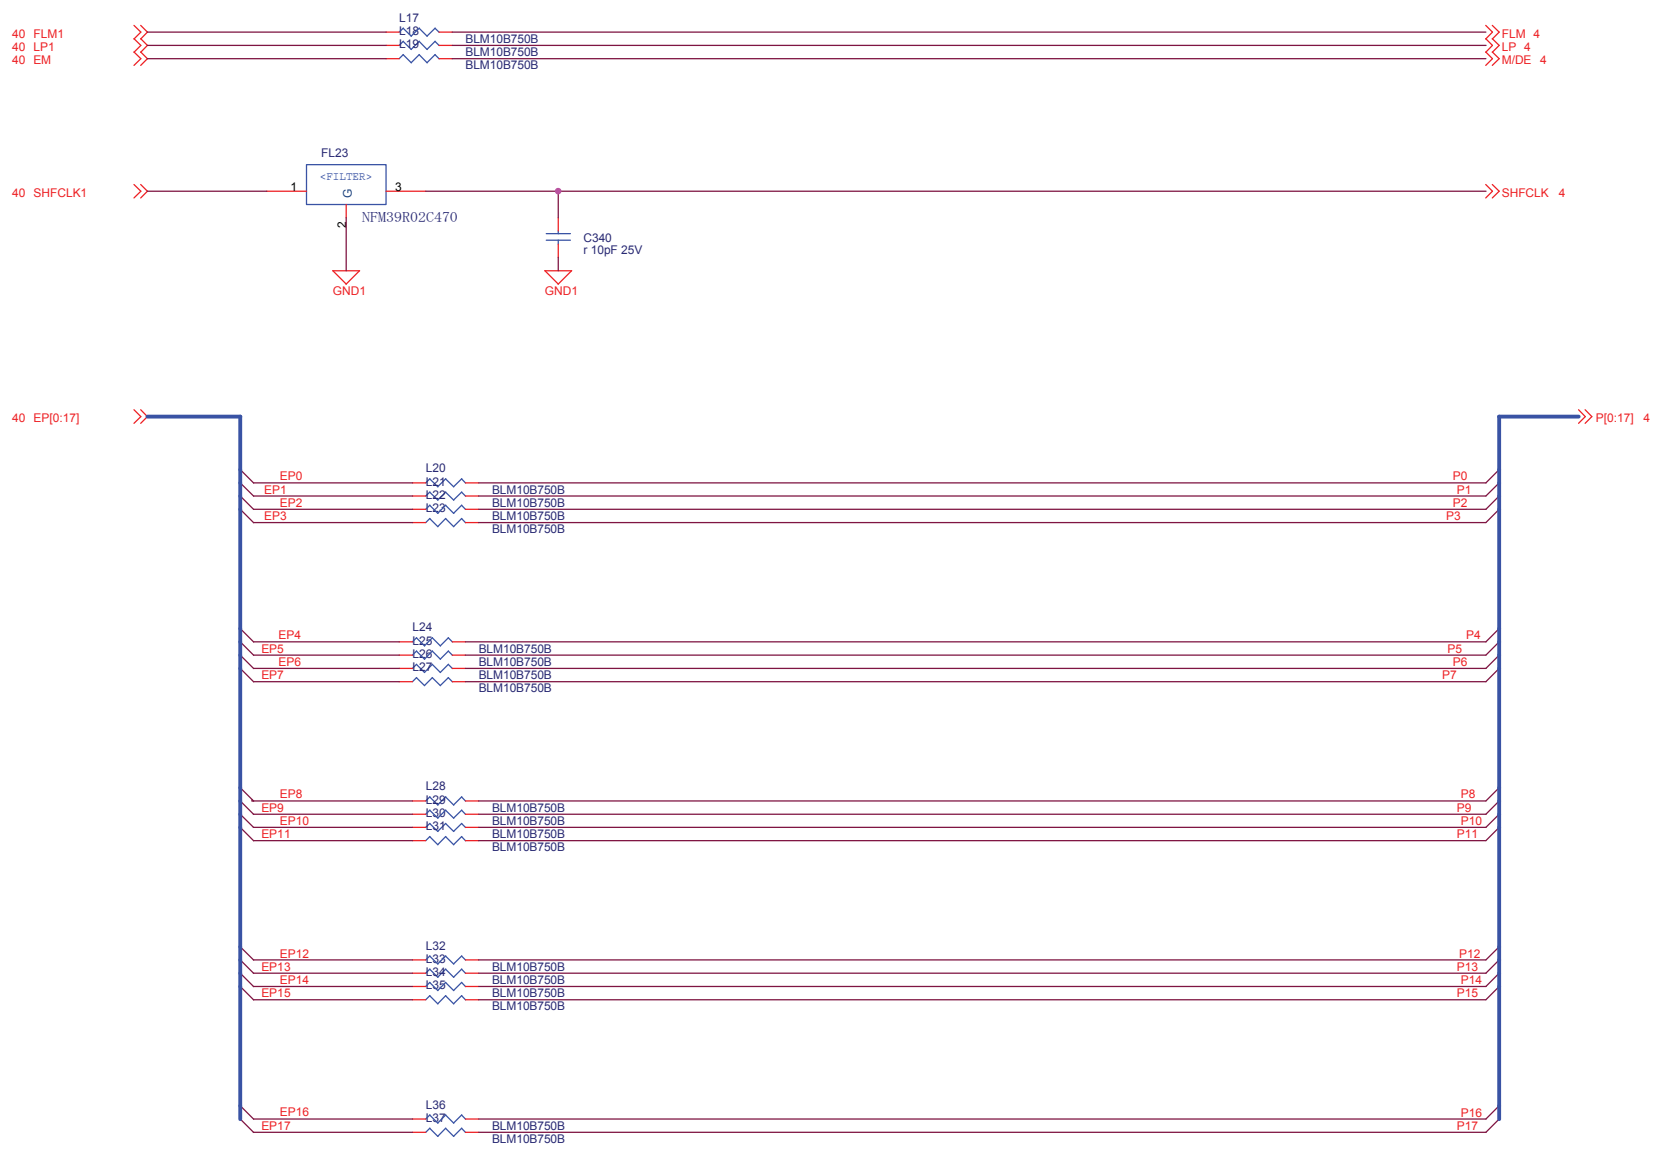 L17
40 FLM1
L18
FLM 4
BLM10B750B
40 LP1
L19
LP 4
BLM10B750B
40 EM
M/DE 4
BLM10B750B
FL23
<FILTER>
40 SHFCLK1
1
G
3
SHFCLK 4
NFM39R02C470
2
C340
r 10pF 25V
GND1
GND1
40 EP[0:17]
P[0:17] 4
L20
EP0
L21
P0
BLM10B750B
EP1
L22
P1
BLM10B750B
EP2
L23
P2
BLM10B750B
EP3
P3
BLM10B750B
L24
EP4
L25
P4
BLM10B750B
EP5
L26
P5
BLM10B750B
EP6
L27
P6
BLM10B750B
EP7
P7
BLM10B750B
L28
EP8
L29
P8
BLM10B750B
EP9
L30
P9
BLM10B750B
EP10
L31
P10
BLM10B750B
EP11
P11
BLM10B750B
L32
EP12
L33
P12
BLM10B750B
EP13
L34
P13
BLM10B750B
EP14
L35
P14
BLM10B750B
EP15
P15
BLM10B750B
L36
EP16
L37
P16
BLM10B750B
EP17
P17
BLM10B750B